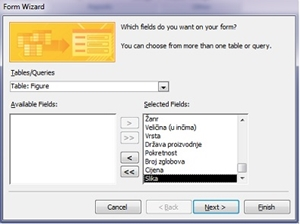 Form Wizard
Which fields do you want on your form?
You can choose from more than one table or query.
Tables/Queries
Table: Figure
Available Fields:
Selected Fields:
Žanr
Veličina (u inčima)
Vrsta
Država proizvodnje
Pokretnost
Broj zglobova
Cijena
Slika
>
>>
<
<<
Cancel
< Back
Next >
Finish